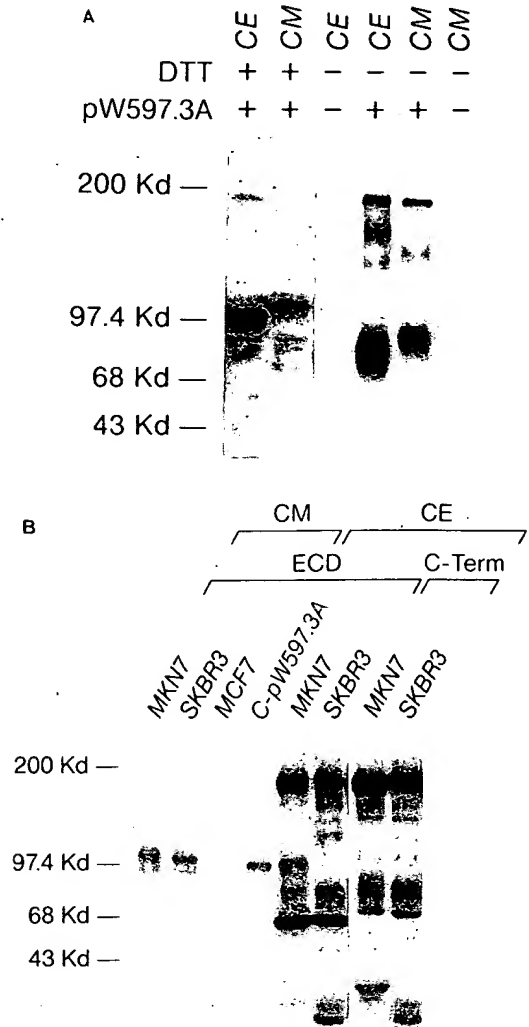 A
CE CM CE CE CM CM
DTT + + − − − −
pW597.3A + + − + + −
200 Kd —
97.4 Kd —
68 Kd —
43 Kd —
B
CM CE
ECD C-Term
MKN7 SKBR3 MCF7 C-pW597.3A MKN7 SKBR3 MKN7 SKBR3
200 Kd —
97.4 Kd —
68 Kd —
43 Kd —